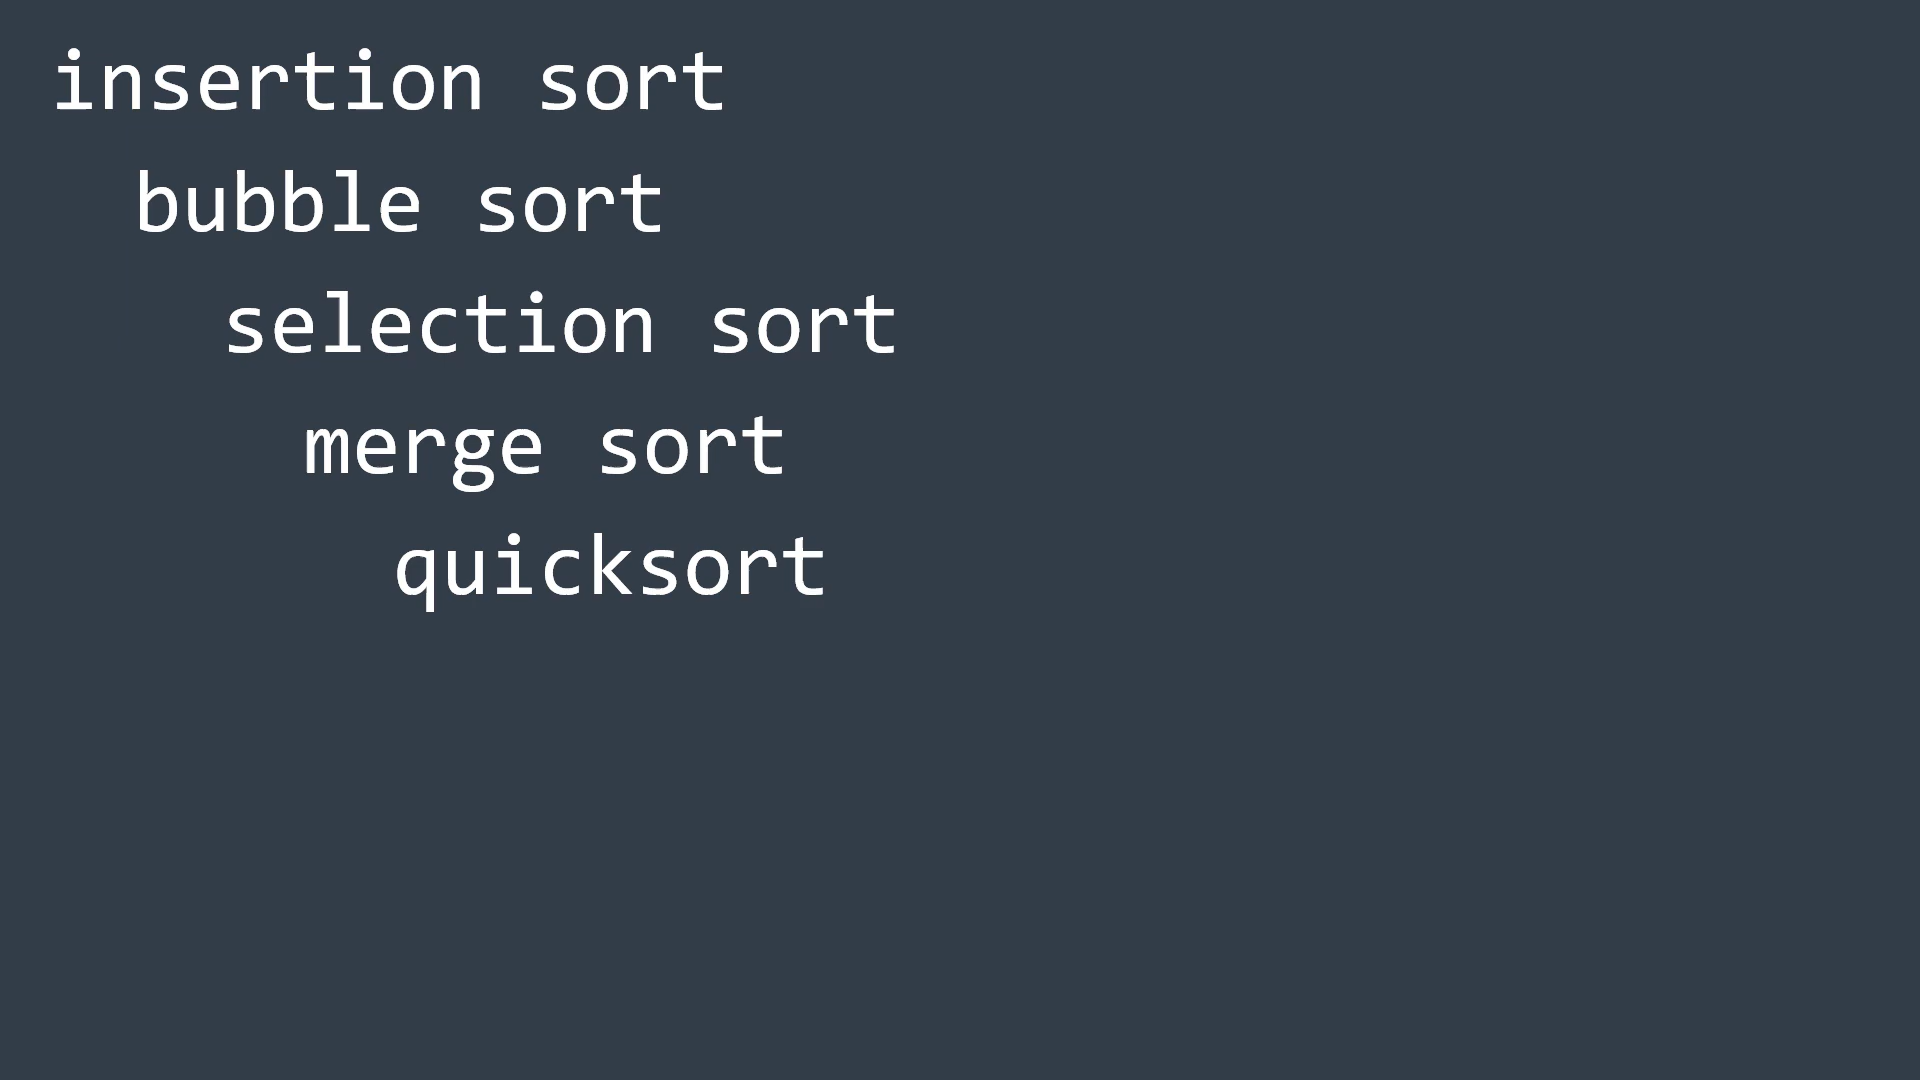 insertion sort
bubble sort
selection sort
merge sort
quicksort